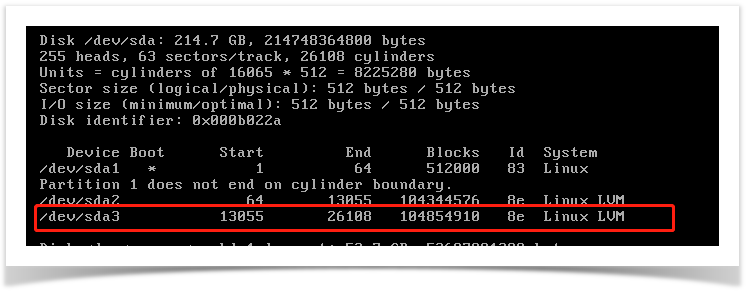 Disk /dev/sda: 214.7 GB, 214748364800 bytes
255 heads, 63 sectors/track, 26108 cylinders
Units = cylinders of 16065 * 512 = 8225280 bytes
Sector size (logical/physical): 512 bytes / 512 bytes
I/O size (minimum/optimal): 512 bytes / 512 bytes
Disk identifier: 0x000b022a
Device Boot Start End Blocks Id System
/dev/sda1 * 1 64 512000 83 Linux
Partition 1 does not end on cylinder boundary.
/dev/sda2 64 13055 104344576 8e Linux LVM
/dev/sda3 13055 26108 104854910 8e Linux LVM